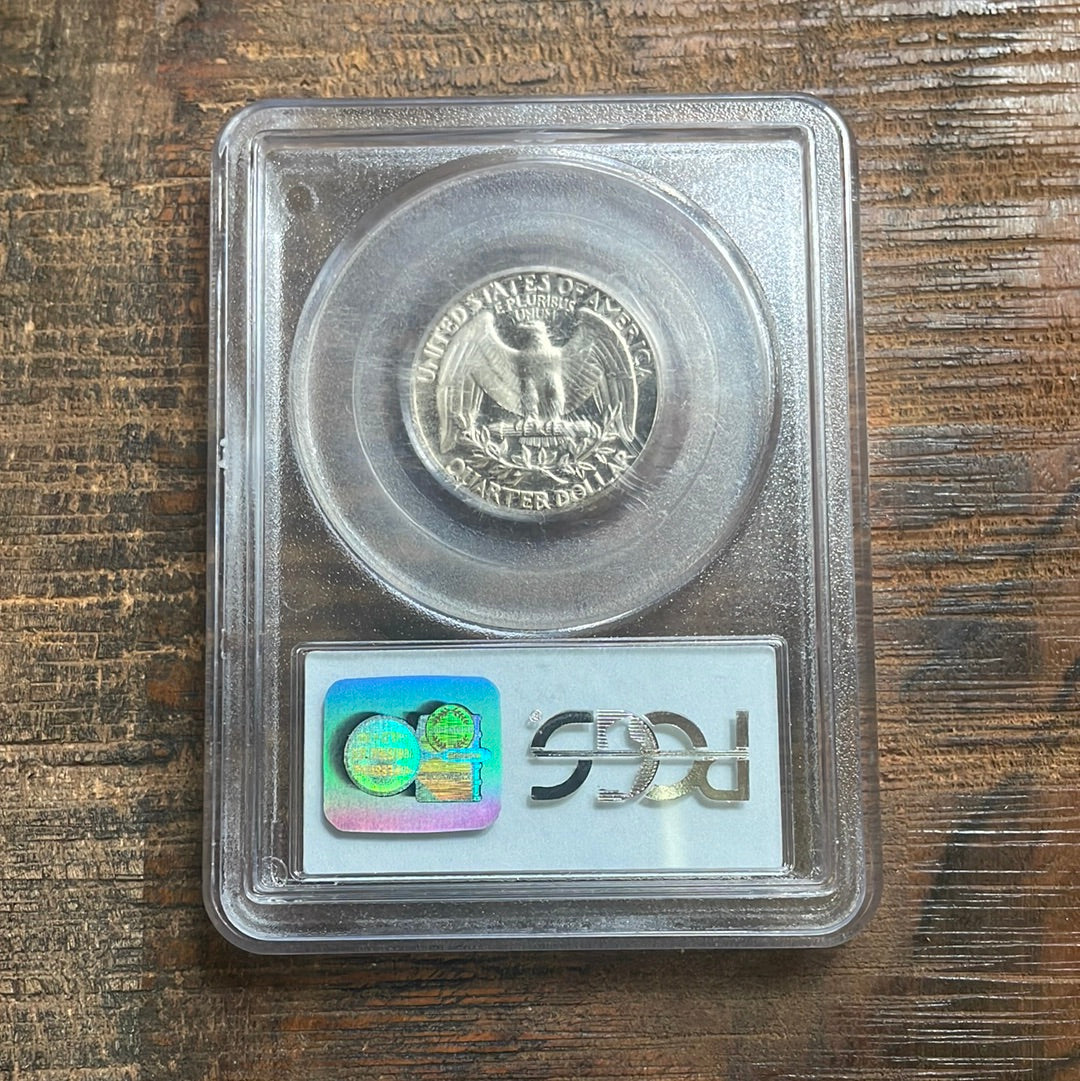 UNITED STATES OF AMERICA
E PLURIBUS
UNUM
QUARTER DOLLAR
PCGS®